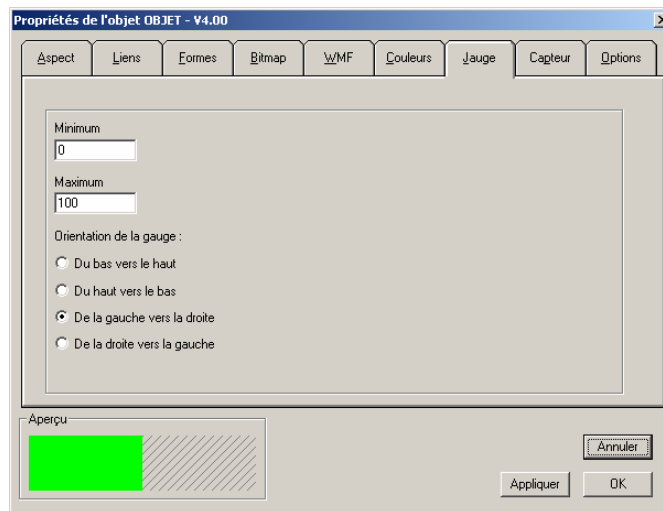 Propriétés de l'objet OBJET - V4.00
Aspect Liens Formes Bitmap WMF Couleurs Jauge Capteur Options
Minimum
0
Maximum
100
Orientation de la gauge :
Du bas vers le haut
Du haut vers le bas
De la gauche vers la droite
De la droite vers la gauche
Aperçu
Annuler
Appliquer OK